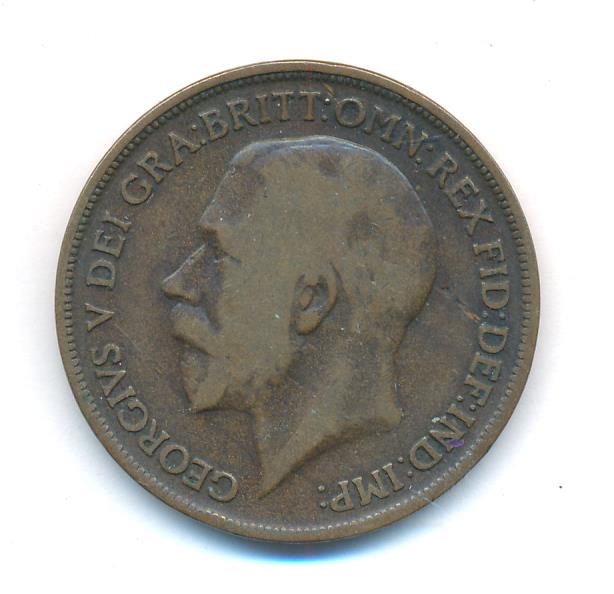 GEORGIVS V DEI GRA:BRITT:OMN:REX FID:DEF:IND:IMP: